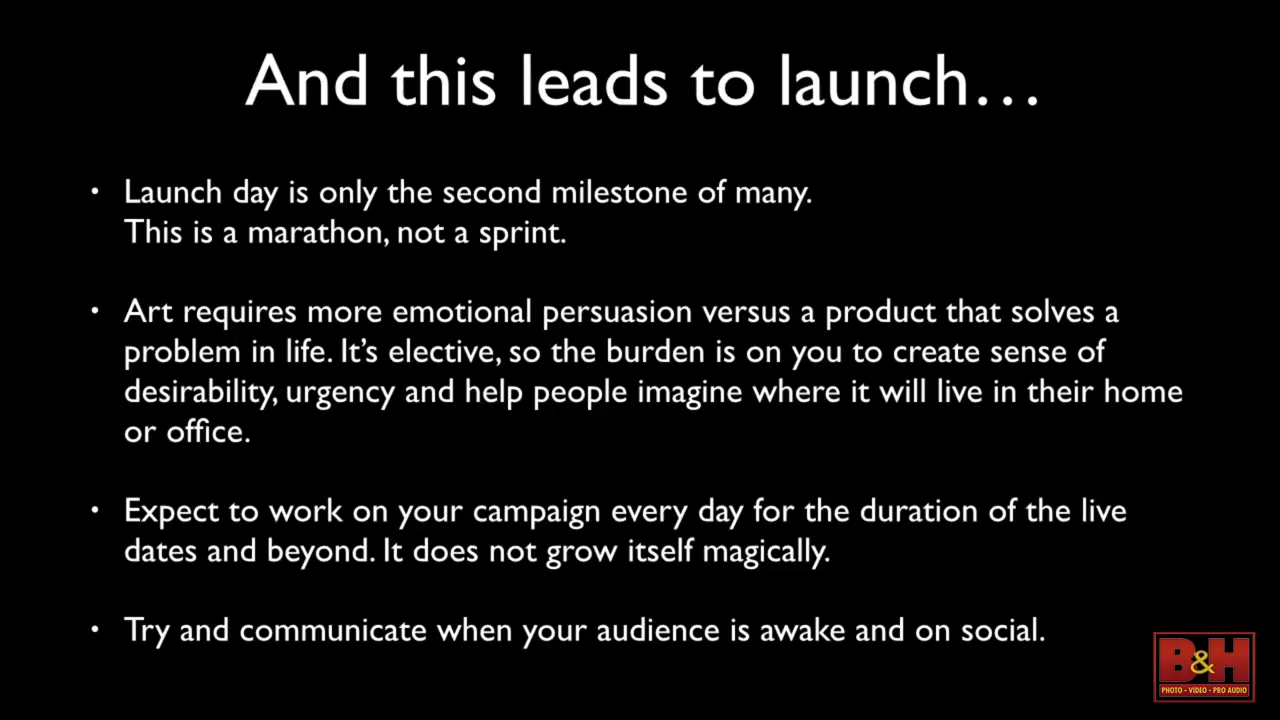 And this leads to launch…
• Launch day is only the second milestone of many.
This is a marathon, not a sprint.
• Art requires more emotional persuasion versus a product that solves a
problem in life. It’s elective, so the burden is on you to create sense of
desirability, urgency and help people imagine where it will live in their home
or office.
• Expect to work on your campaign every day for the duration of the live
dates and beyond. It does not grow itself magically.
• Try and communicate when your audience is awake and on social.
B&H
PHOTO - VIDEO - PRO AUDIO